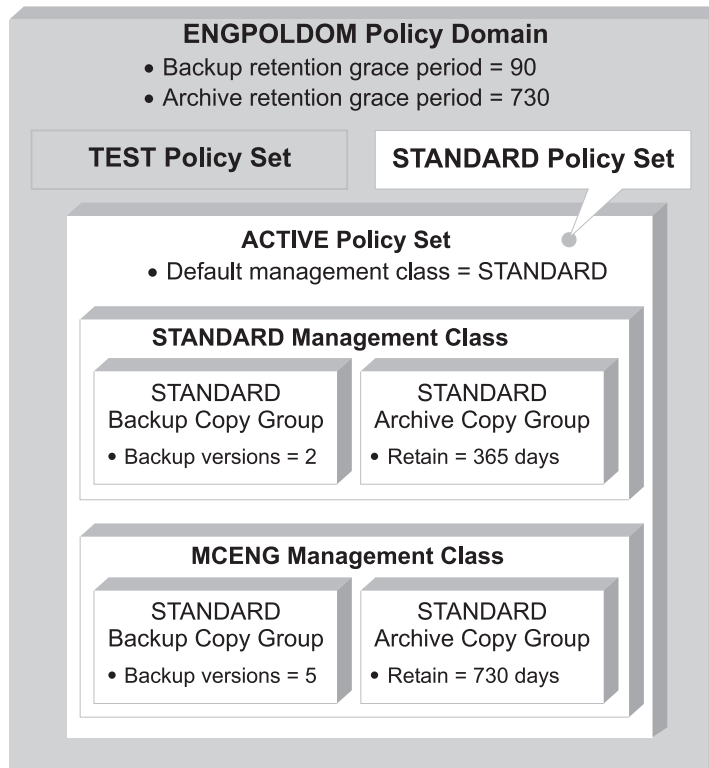 ENGPOLDOM Policy Domain
• Backup retention grace period = 90
• Archive retention grace period = 730
TEST Policy Set
STANDARD Policy Set
ACTIVE Policy Set
• Default management class = STANDARD
STANDARD Management Class
STANDARD
Backup Copy Group
• Backup versions = 2
STANDARD
Archive Copy Group
• Retain = 365 days
MCENG Management Class
STANDARD
Backup Copy Group
• Backup versions = 5
STANDARD
Archive Copy Group
• Retain = 730 days